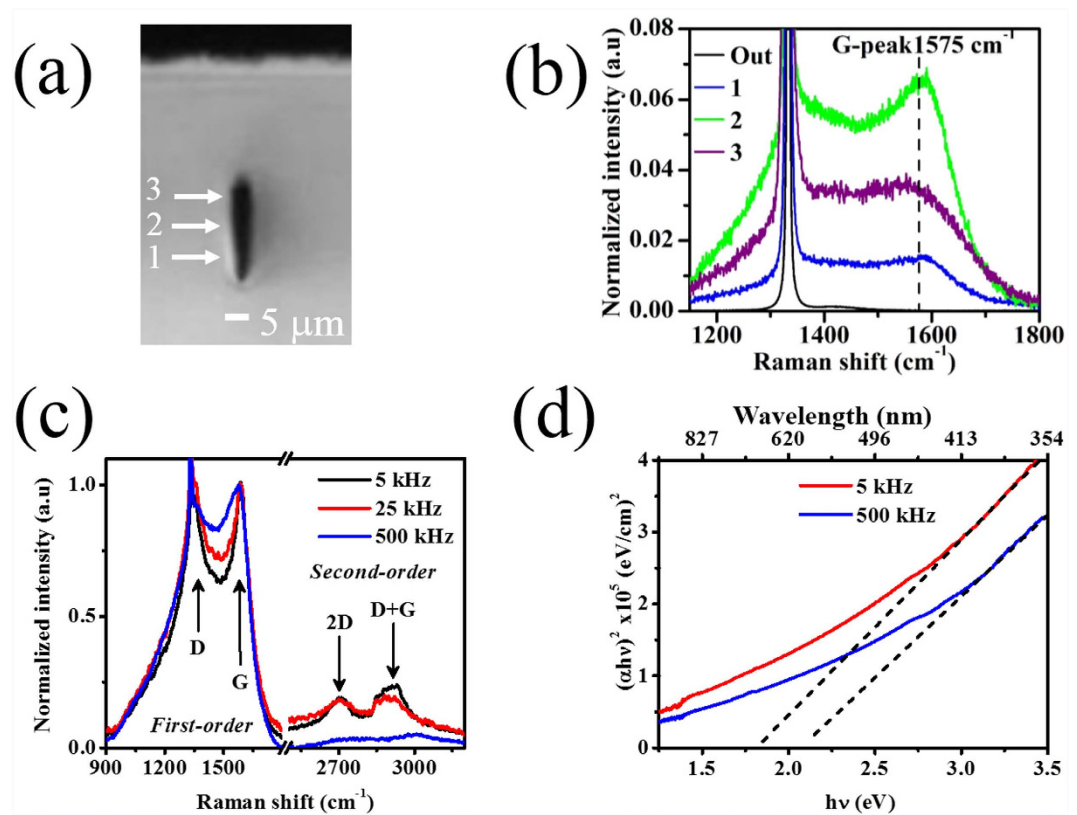 (a)
3
2
1
5 µm
(b)
Normalized intensity (a.u)
0.08
0.06
0.04
0.02
0.00
Out
1
2
3
G-peak1575 cm⁻¹
1200 1400 1600 1800
Raman shift (cm⁻¹)
(c)
Normalized intensity (a.u)
1.0
0.5
0.0
5 kHz
25 kHz
500 kHz
Second-order
D+G
2D
D
G
First-order
900 1200 1500 2700 3000
Raman shift (cm⁻¹)
(d)
Wavelength (nm)
827 620 496 413 354
(αhν)² x10⁵ (eV/cm)²
4
3
2
1
0
5 kHz
500 kHz
1.5 2.0 2.5 3.0 3.5
hν (eV)